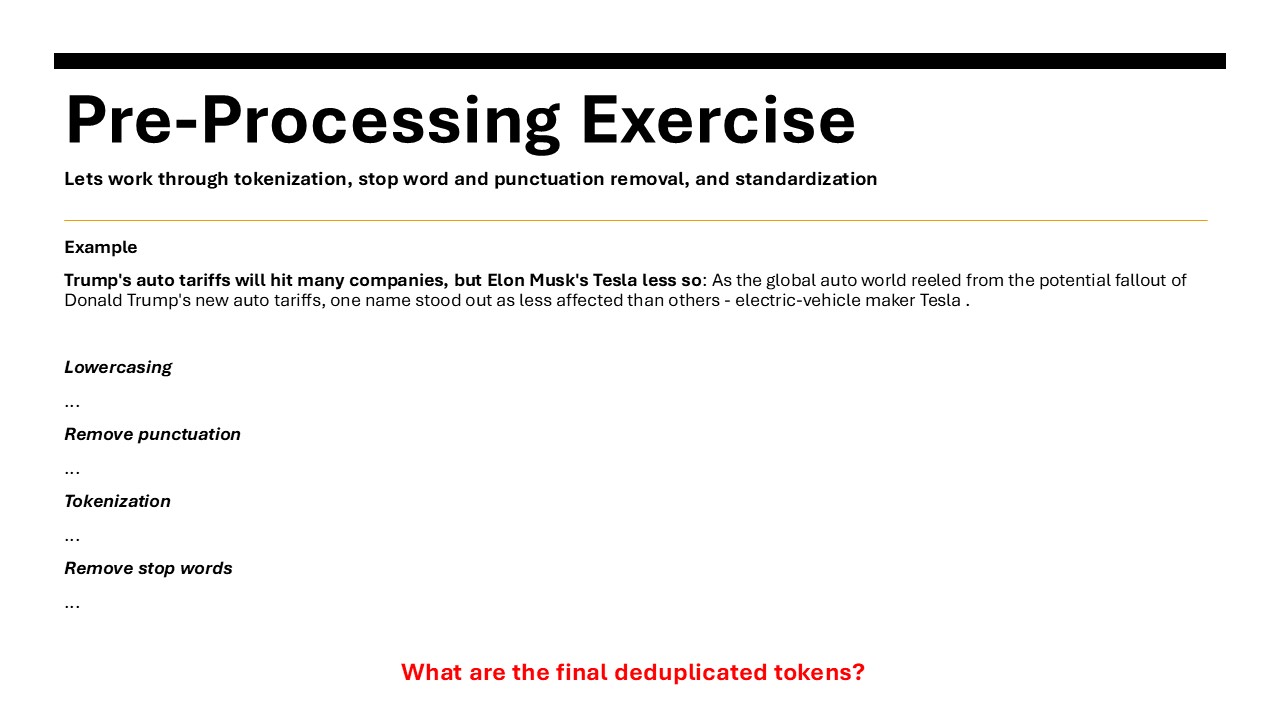 Pre-Processing Exercise
Lets work through tokenization, stop word and punctuation removal, and standardization
Example
Trump's auto tariffs will hit many companies, but Elon Musk's Tesla less so: As the global auto world reeled from the potential fallout of
Donald Trump's new auto tariffs, one name stood out as less affected than others - electric-vehicle maker Tesla .
Lowercasing
...
Remove punctuation
...
Tokenization
...
Remove stop words
...
What are the final deduplicated tokens?